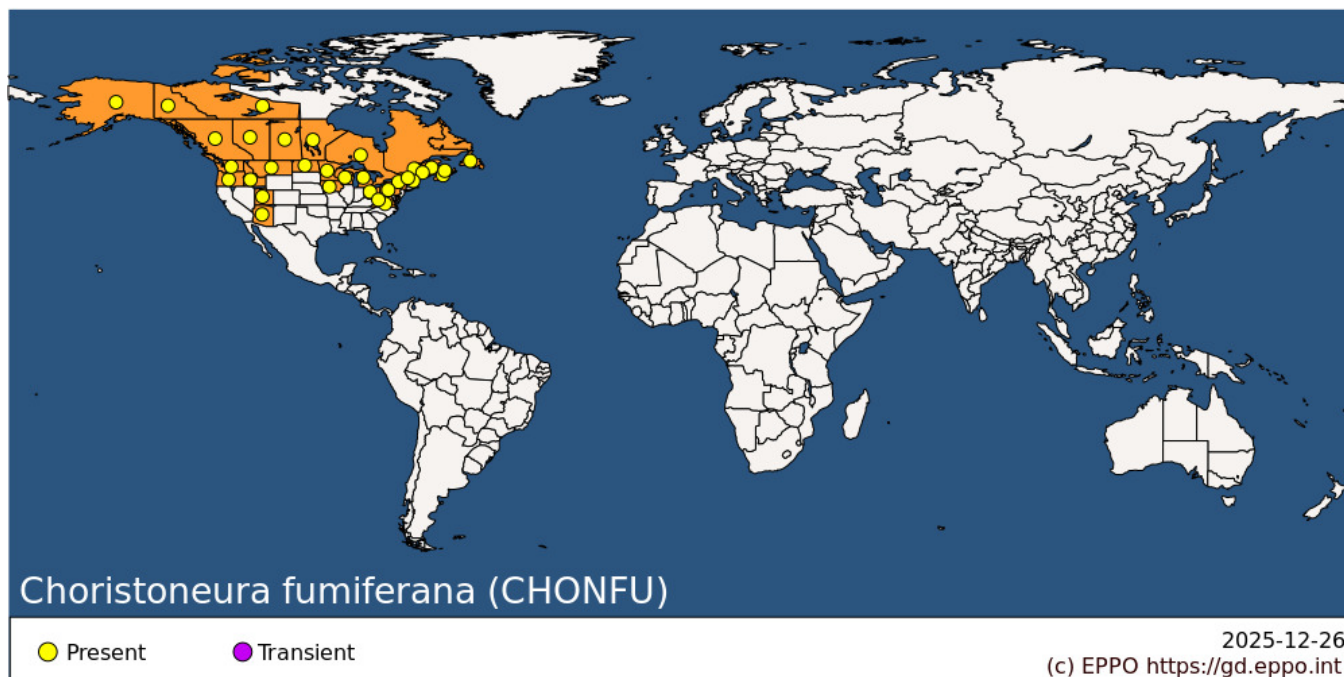 Choristoneura fumiferana (CHONFU)
Present
Transient
2025-12-26
(c) EPPO https://gd.eppo.int